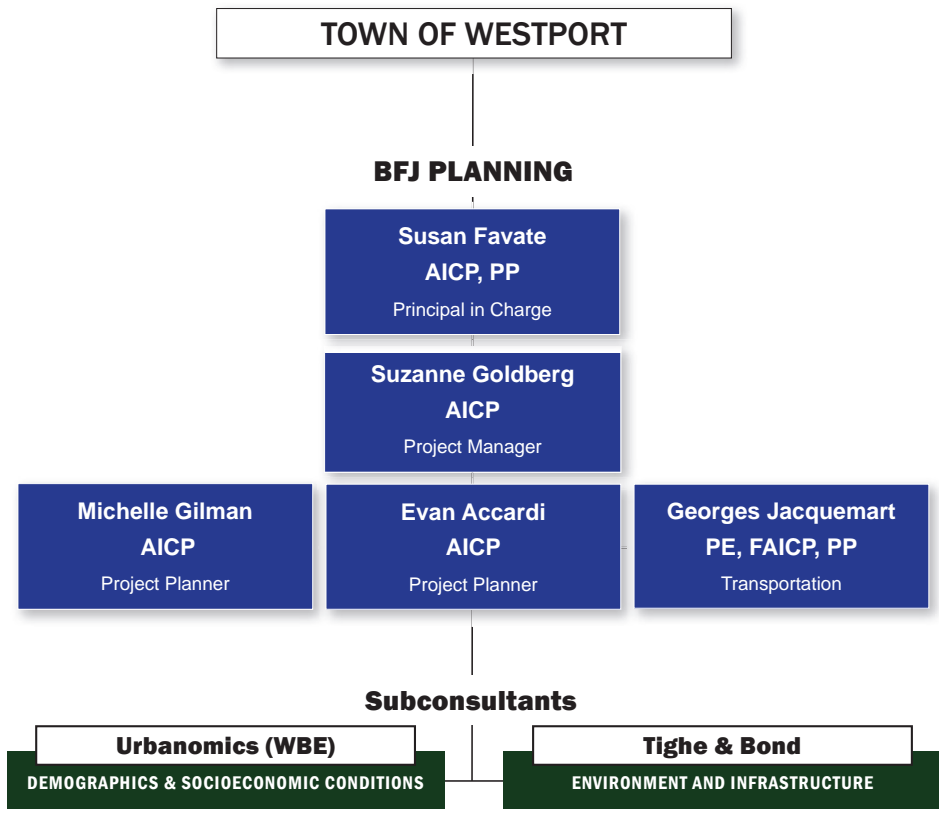 TOWN OF WESTPORT
BFJ PLANNING
Susan Favate
AICP, PP
Principal in Charge
Suzanne Goldberg
AICP
Project Manager
Michelle Gilman
AICP
Project Planner
Evan Accardi
AICP
Project Planner
Georges Jacquemart
PE, FAICP, PP
Transportation
Subconsultants
Urbanomics (WBE)
DEMOGRAPHICS & SOCIOECONOMIC CONDITIONS
Tighe & Bond
ENVIRONMENT AND INFRASTRUCTURE